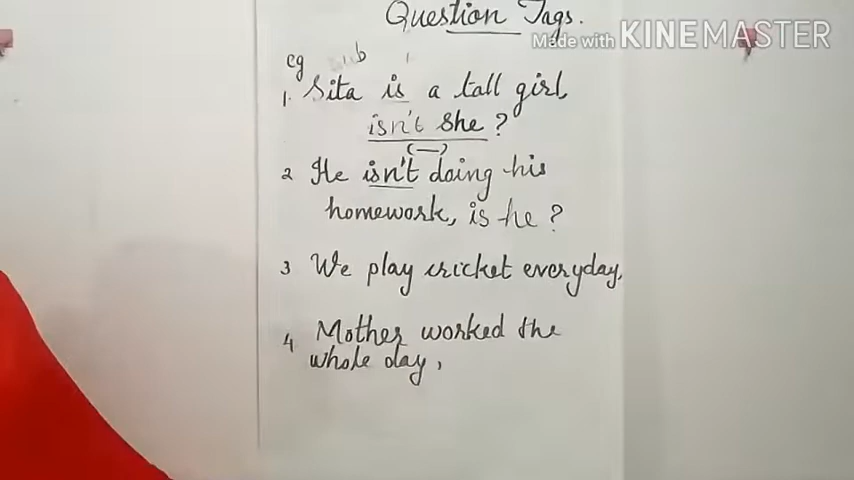 Question Tags.
Made with KINEMASTER
eg
1. Sita is a tall girl
isn't she ?
(—)
2 He isn't doing his
homework, is he ?
3 We play cricket everyday,
4 Mother worked the
whole day,